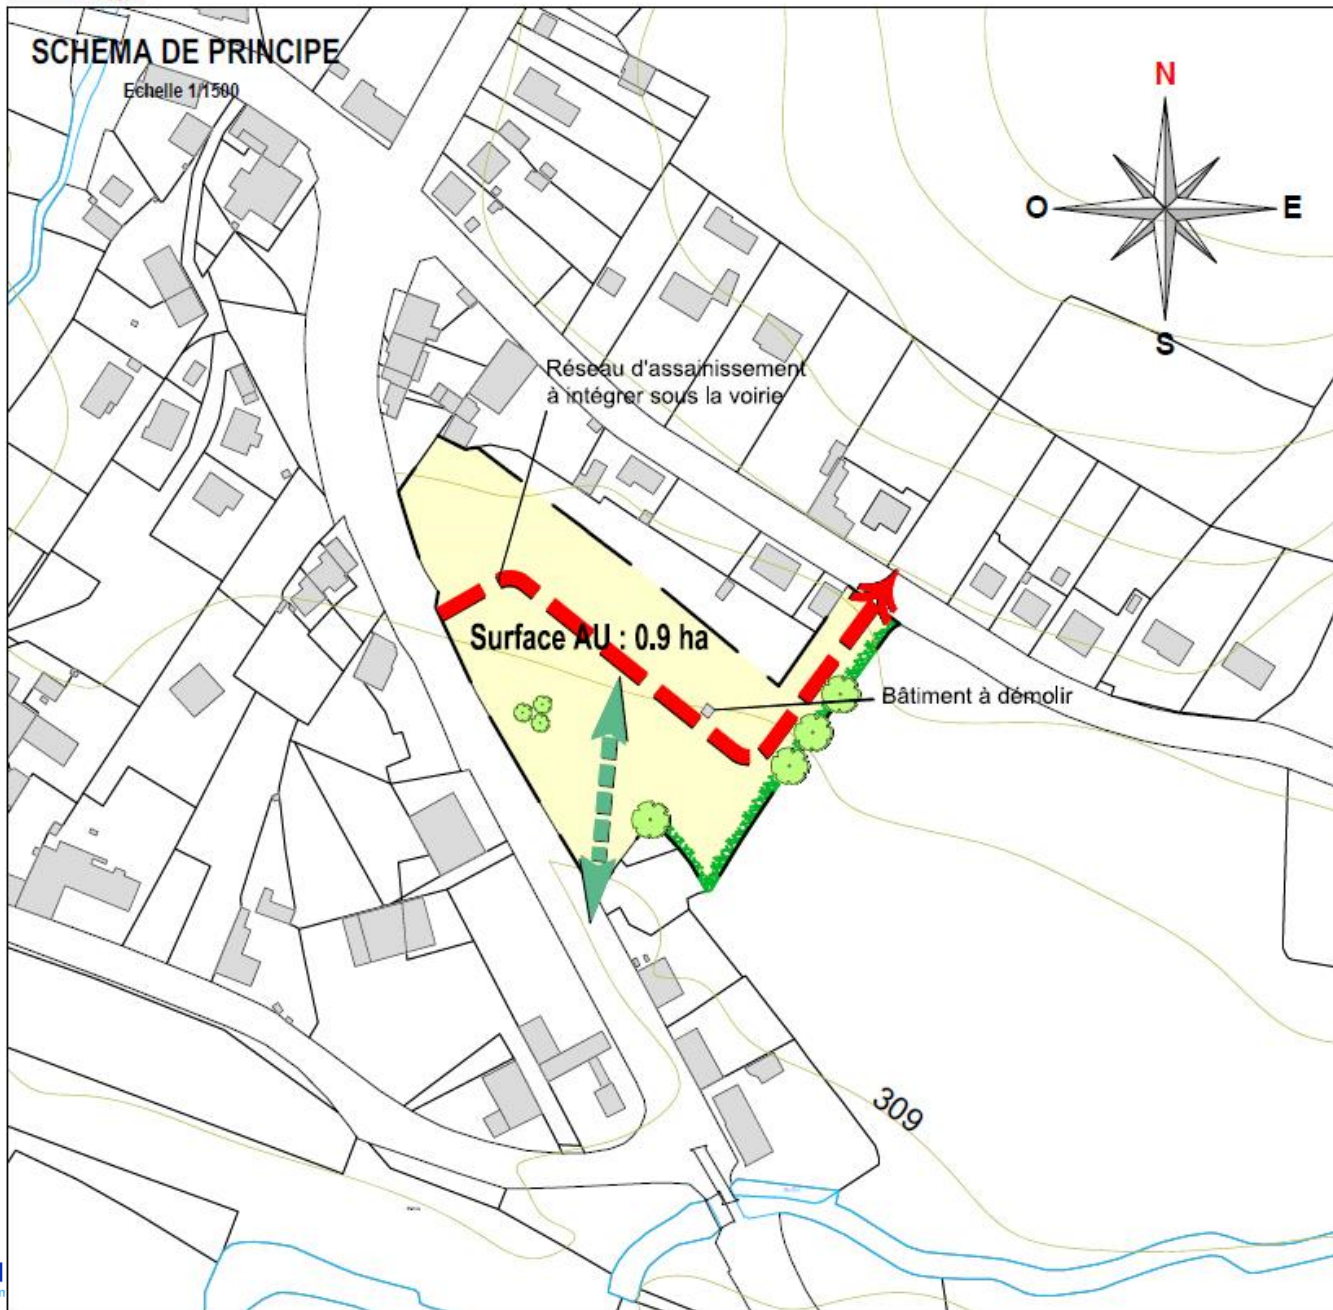 SCHEMA DE PRINCIPE
Echelle 1/1500
N
O
E
S
Réseau d'assainissement
à intégrer sous la voirie
Surface AU : 0.9 ha
Bâtiment à démolir
309